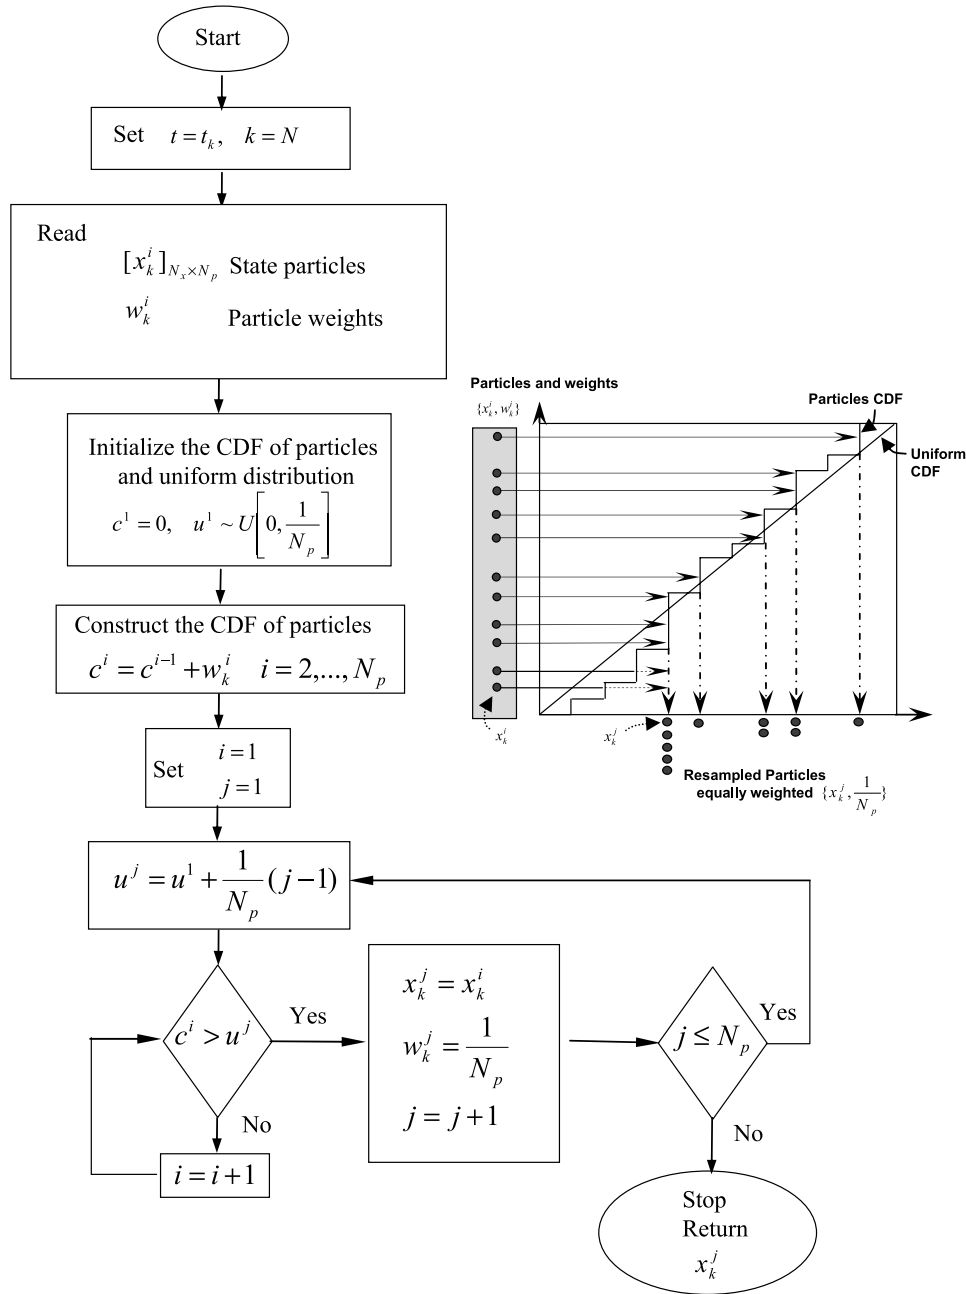 Start
Set t = t_k, k = N
Read
[x_k^i]_{N_x×N_p} State particles
w_k^i Particle weights
Initialize the CDF of particles
and uniform distribution
c^1 = 0, u^1 ~ U[0, 1/N_p]
Construct the CDF of particles
c^i = c^{i-1} + w_k^i i = 2,..., N_p
Set i = 1
j = 1
u^j = u^1 + 1/N_p (j−1)
c^i > u^j
Yes
No
i = i+1
x_k^j = x_k^i
w_k^j = 1/N_p
j = j+1
j ≤ N_p
Yes
No
Stop
Return
x_k^j
Particles and weights
{x_k^i, w_k^i}
Particles CDF
Uniform
CDF
x_k^i
x_k^j
Resampled Particles
equally weighted {x_k^j, 1/N_p}